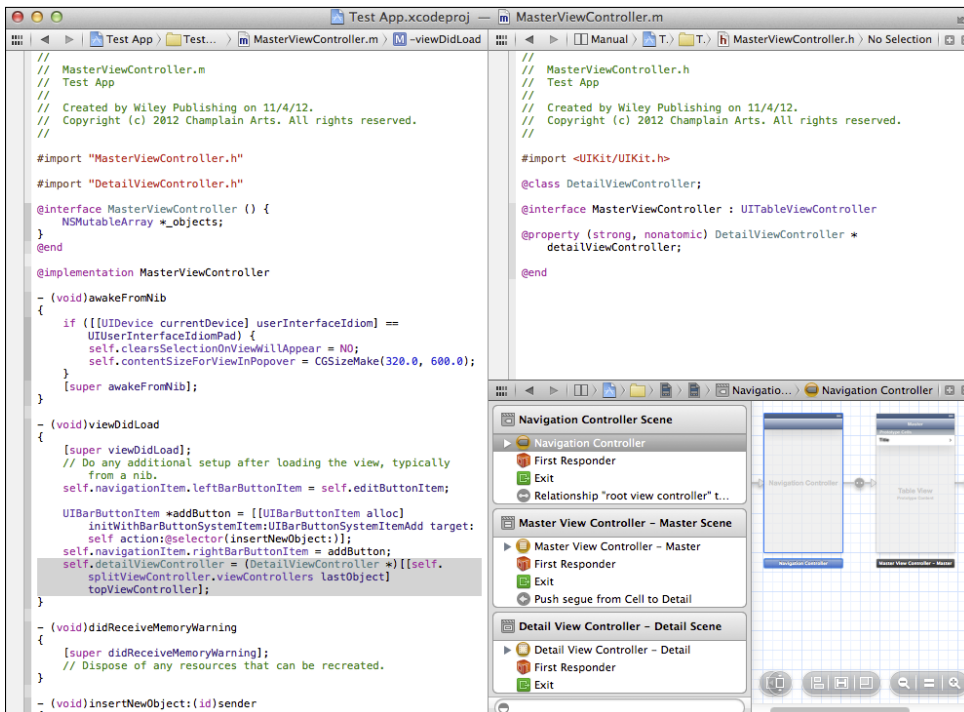 Test App.xcodeproj — MasterViewController.m
Test App 〉 Test... 〉 MasterViewController.m 〉 M -viewDidLoad
//
//  MasterViewController.m
//  Test App
//
//  Created by Wiley Publishing on 11/4/12.
//  Copyright (c) 2012 Champlain Arts. All rights reserved.
//
#import "MasterViewController.h"
#import "DetailViewController.h"
@interface MasterViewController () {
NSMutableArray *_objects;
}
@end
@implementation MasterViewController
- (void)awakeFromNib
{
if ([[UIDevice currentDevice] userInterfaceIdiom] ==
UIUserInterfaceIdiomPad) {
self.clearsSelectionOnViewWillAppear = NO;
self.contentSizeForViewInPopover = CGSizeMake(320.0, 600.0);
}
[super awakeFromNib];
}
- (void)viewDidLoad
{
[super viewDidLoad];
// Do any additional setup after loading the view, typically
from a nib.
self.navigationItem.leftBarButtonItem = self.editButtonItem;
UIBarButtonItem *addButton = [[UIBarButtonItem alloc]
initWithBarButtonSystemItem:UIBarButtonSystemItemAdd target:
self action:@selector(insertNewObject:)];
self.navigationItem.rightBarButtonItem = addButton;
self.detailViewController = (DetailViewController *)[[self.
splitViewController.viewControllers lastObject]
topViewController];
}
- (void)didReceiveMemoryWarning
{
[super didReceiveMemoryWarning];
// Dispose of any resources that can be recreated.
}
- (void)insertNewObject:(id)sender
Manual 〉 T.〉 T.〉 h MasterViewController.h 〉 No Selection
//
//  MasterViewController.h
//  Test App
//
//  Created by Wiley Publishing on 11/4/12.
//  Copyright (c) 2012 Champlain Arts. All rights reserved.
//
#import <UIKit/UIKit.h>
@class DetailViewController;
@interface MasterViewController : UITableViewController
@property (strong, nonatomic) DetailViewController *
detailViewController;
@end
Navigatio... 〉 Navigation Controller
Navigation Controller Scene
Navigation Controller
First Responder
Exit
Relationship "root view controller" t...
Master View Controller – Master Scene
Master View Controller – Master
First Responder
Exit
Push segue from Cell to Detail
Detail View Controller – Detail Scene
Detail View Controller – Detail
First Responder
Exit
Navigation Controller
Navigation Controller
Master
Title
Table View
Prototype Content
Master View Controller – Master